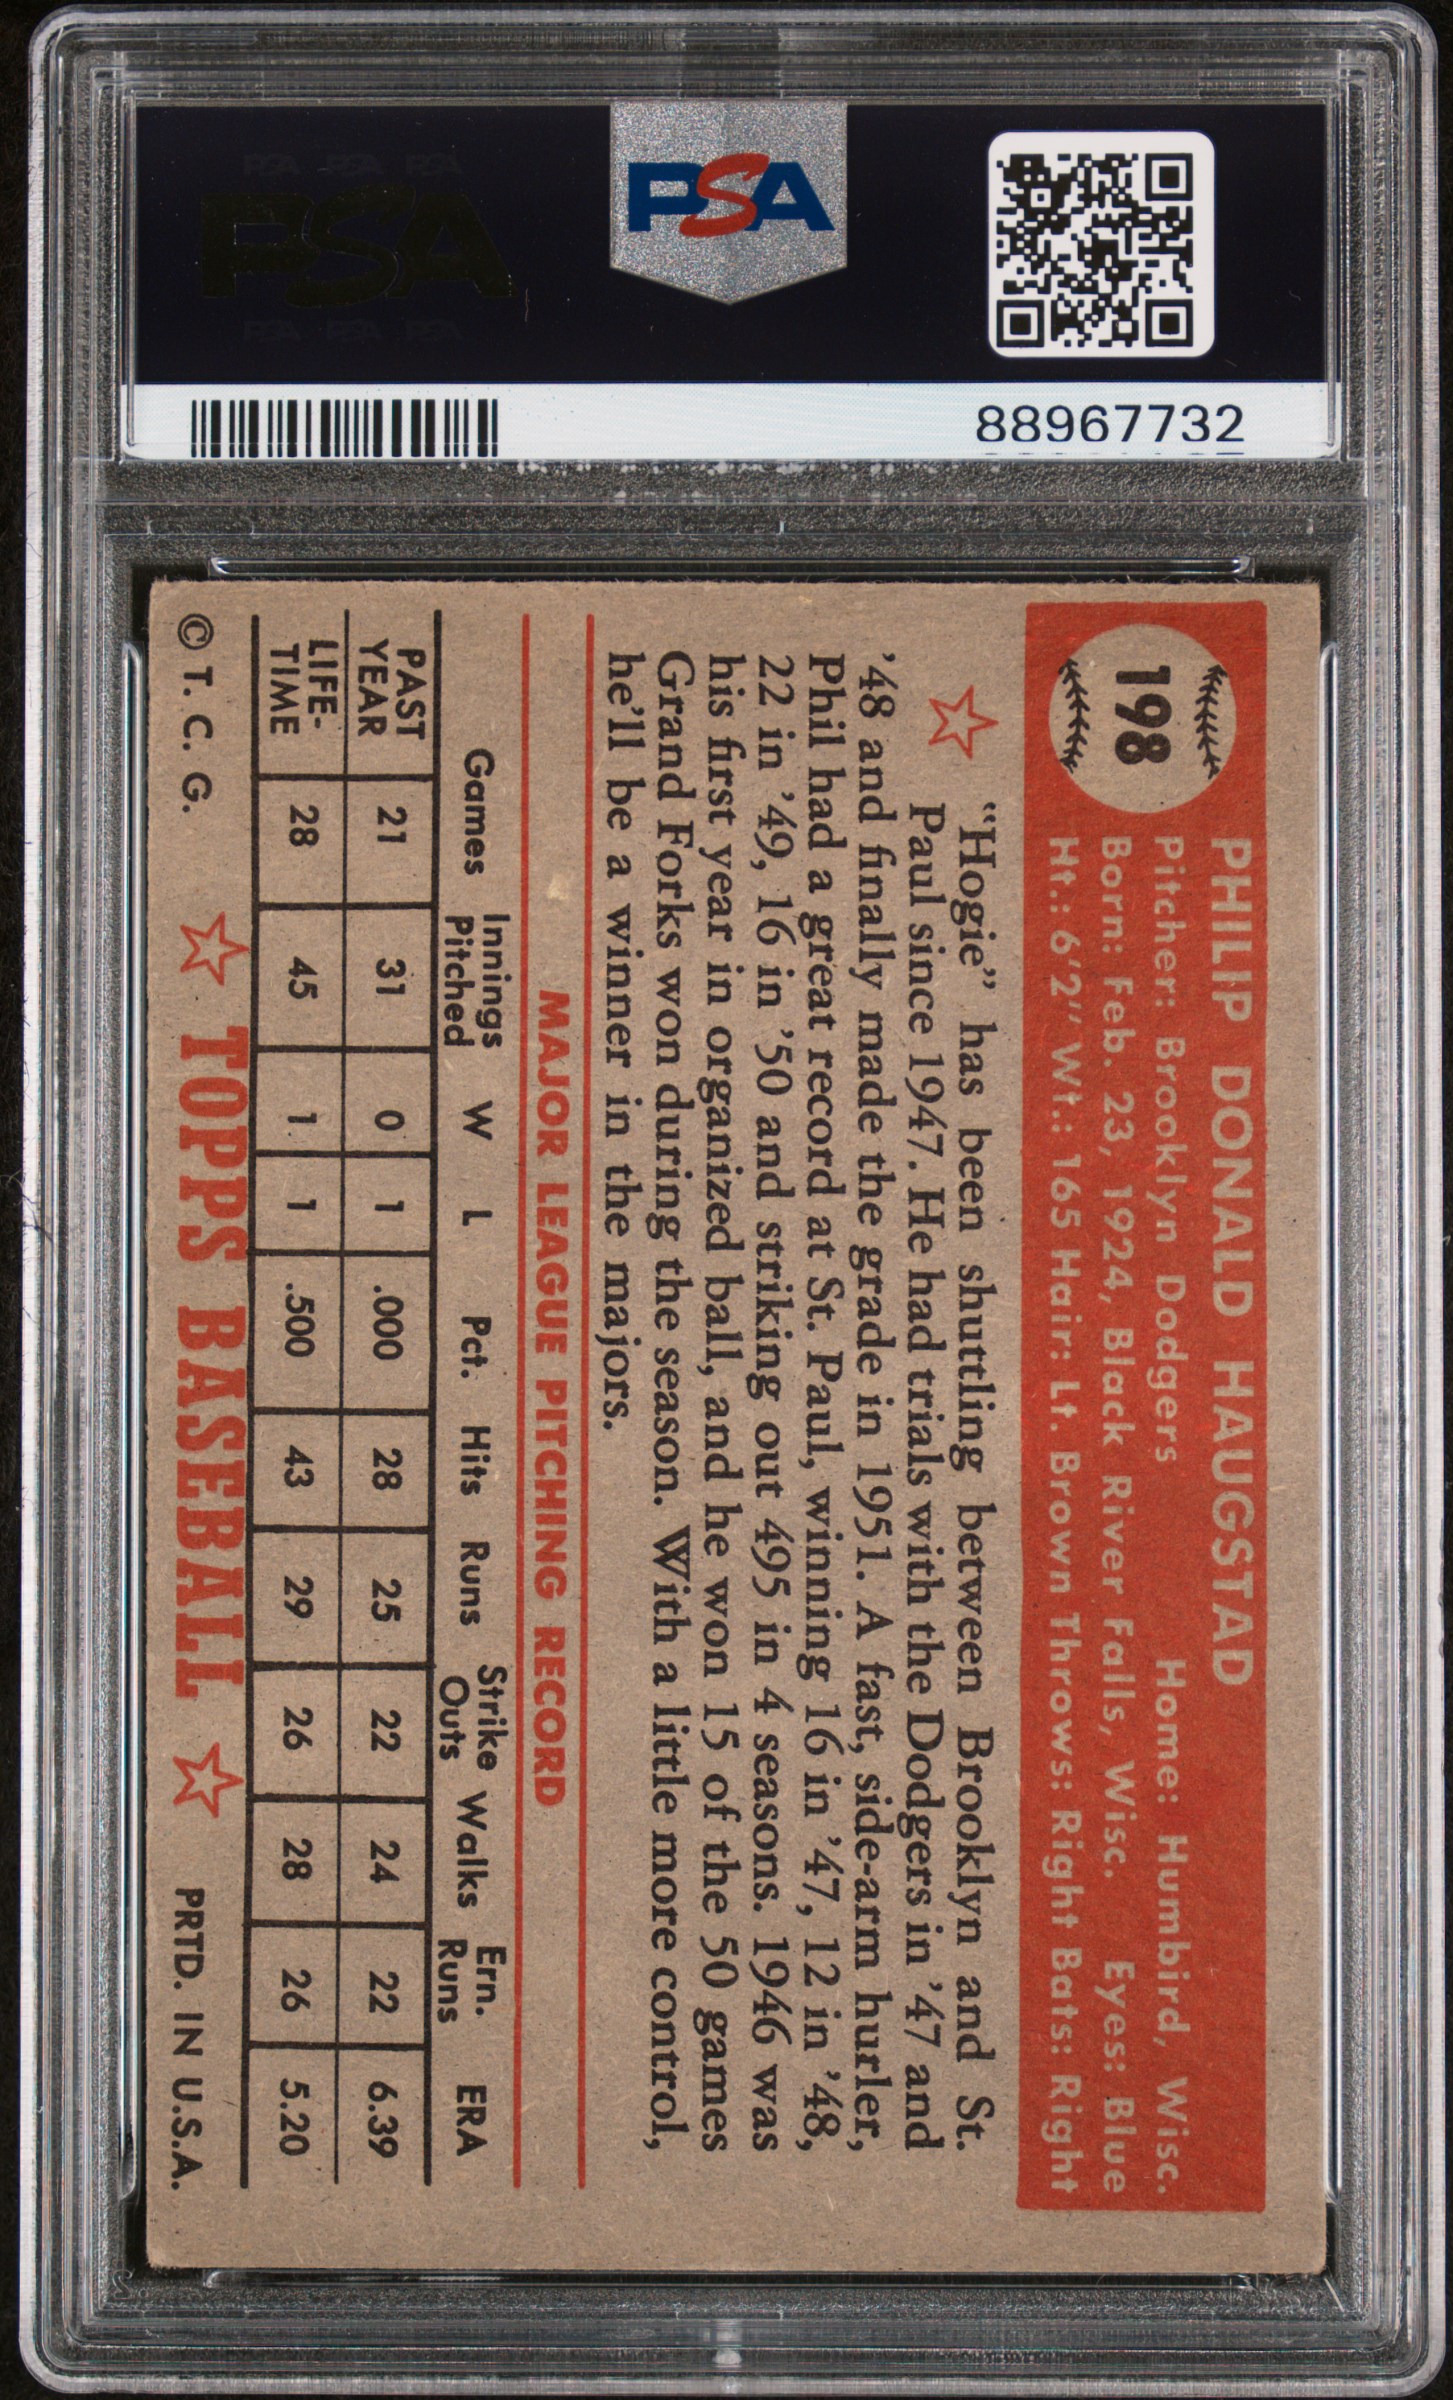 PSA PSA PSA
PSA
PSA PSA PSA
PSA
88967732
198
PHILIP DONALD HAUGSTAD
Pitcher: Brooklyn Dodgers Home: Humbird, Wisc.
Born: Feb. 23, 1924, Black River Falls, Wisc. Eyes: Blue
Ht.: 6'2" Wt.: 165 Hair: Lt. Brown Throws: Right Bats: Right
"Hogie" has been shuttling between Brooklyn and St.
Paul since 1947. He had trials with the Dodgers in '47 and
'48 and finally made the grade in 1951. A fast, side-arm hurler,
Phil had a great record at St. Paul, winning 16 in '47, 12 in '48,
22 in '49, 16 in '50 and striking out 495 in 4 seasons. 1946 was
his first year in organized ball, and he won 15 of the 50 games
Grand Forks won during the season. With a little more control,
he'll be a winner in the majors.
MAJOR LEAGUE PITCHING RECORD
Games Innings Pitched W L Pct. Hits Runs Strike Outs Walks Ern. Runs ERA
PAST YEAR 21 31 0 1 .000 28 25 22 24 22 6.39
LIFE-TIME 28 45 1 1 .500 43 29 26 28 26 5.20
© T. C. G. TOPPS BASEBALL PRTD. IN U.S.A.